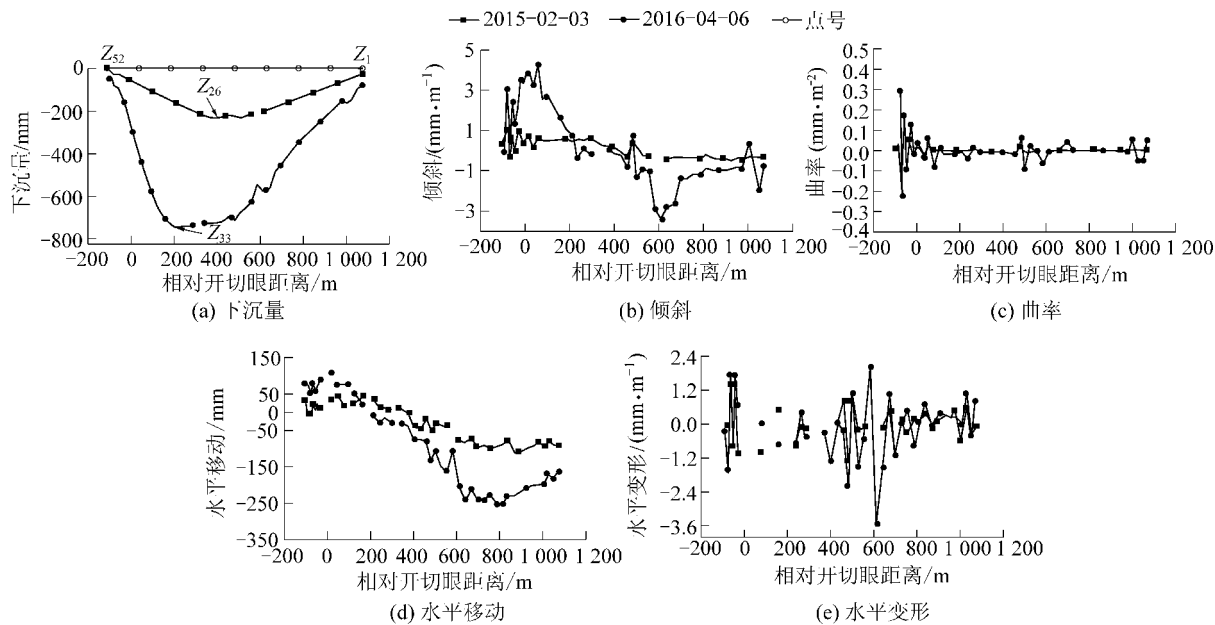 2015-02-03 2016-04-06 点号
Z52 Z1
Z26
Z33
0
-200
-400
-600
-800
下沉量/mm
-200 0 200 400 600 800 1 000 1 200
相对开切眼距离/m
(a) 下沉量
5
3
1
-1
-3
倾斜/(mm·m⁻¹)
-200 0 200 400 600 800 1 000 1 200
相对开切眼距离/m
(b) 倾斜
0.5
0.4
0.3
0.2
0.1
0.0
-0.1
-0.2
-0.3
-0.4
曲率 (mm·m⁻²)
-200 0 200 400 600 800 1 000 1 200
相对开切眼距离/m
(c) 曲率
150
50
0
-50
-150
-250
-350
水平移动/mm
-200 0 200 400 600 800 1 000 1 200
相对开切眼距离/m
(d) 水平移动
2.4
1.2
0.0
-1.2
-2.4
-3.6
水平变形/(mm·m⁻¹)
-200 0 200 400 600 800 1 000 1 200
相对开切眼距离/m
(e) 水平变形